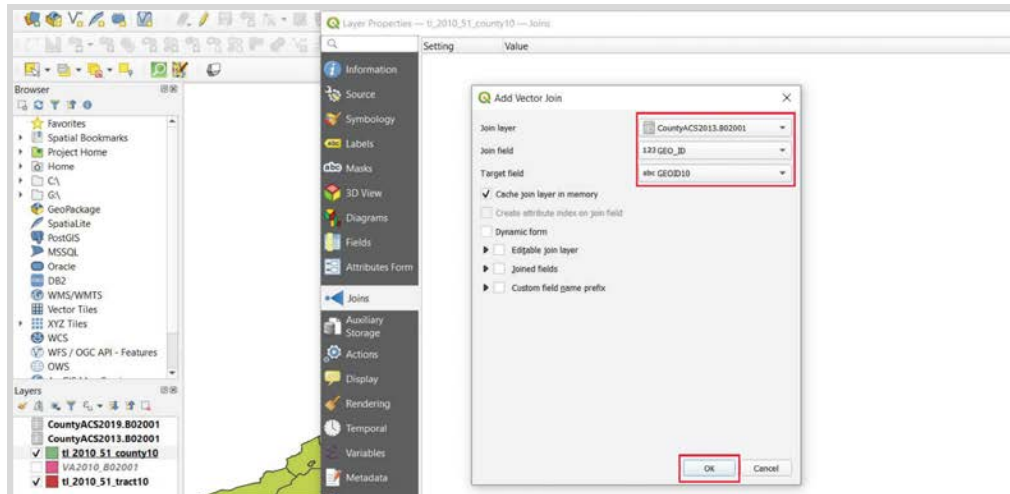 Layer Properties — tl_2010_51_county10 — Joins
Setting Value
Information
Source
Symbology
abc Labels
abc Masks
3D View
Diagrams
Fields
Attributes Form
Joins
Auxiliary
Storage
Actions
Display
Rendering
Temporal
Variables
Metadata
Browser
Favorites
Spatial Bookmarks
Project Home
Home
C:\
G:\
GeoPackage
SpatiaLite
PostGIS
MSSQL
Oracle
DB2
WMS/WMTS
Vector Tiles
XYZ Tiles
WCS
WFS / OGC API - Features
OWS
Layers
CountyACS2019.B02001
CountyACS2013.B02001
tl_2010_51_county10
VA2010_B02001
tl_2010_51_tract10
Add Vector Join
Join layer CountyACS2013.B02001
Join field 123 GEO_ID
Target field abc GEOID10
Cache join layer in memory
Create attribute index on join field
Dynamic form
Editable join layer
Joined fields
Custom field name prefix
OK Cancel